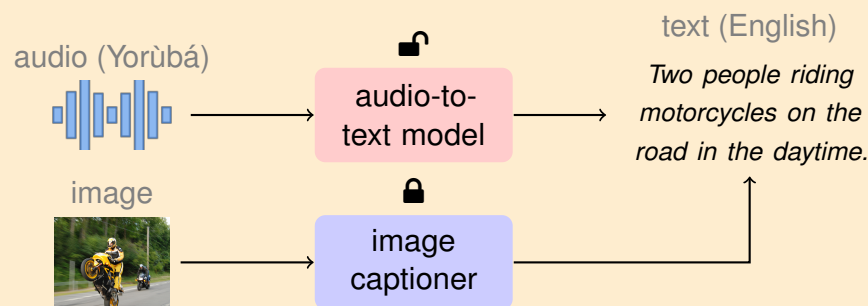 text (English)
audio (Yorùbá)
audio-to-
text model
Two people riding
motorcycles on the
road in the daytime.
image
image
captioner